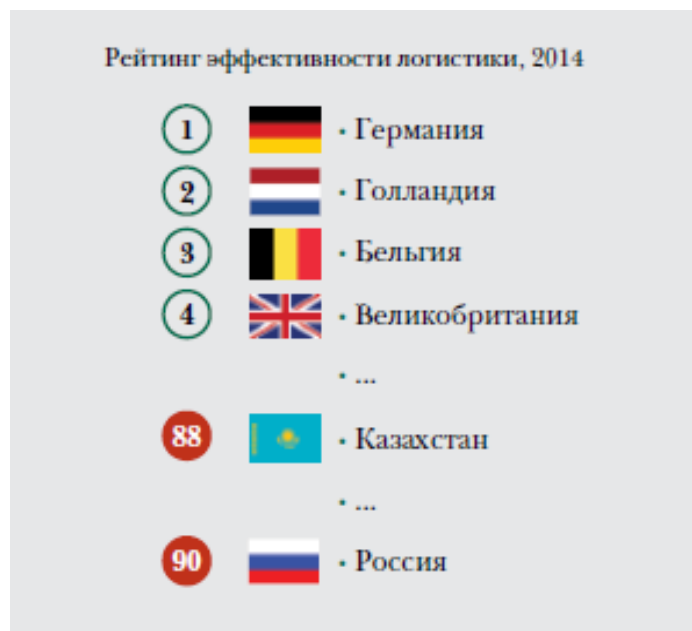 Рейтинг эффективности логистики, 2014
1 • Германия
2 • Голландия
3 • Бельгия
4 • Великобритания
• ...
88 • Казахстан
• ...
90 • Россия